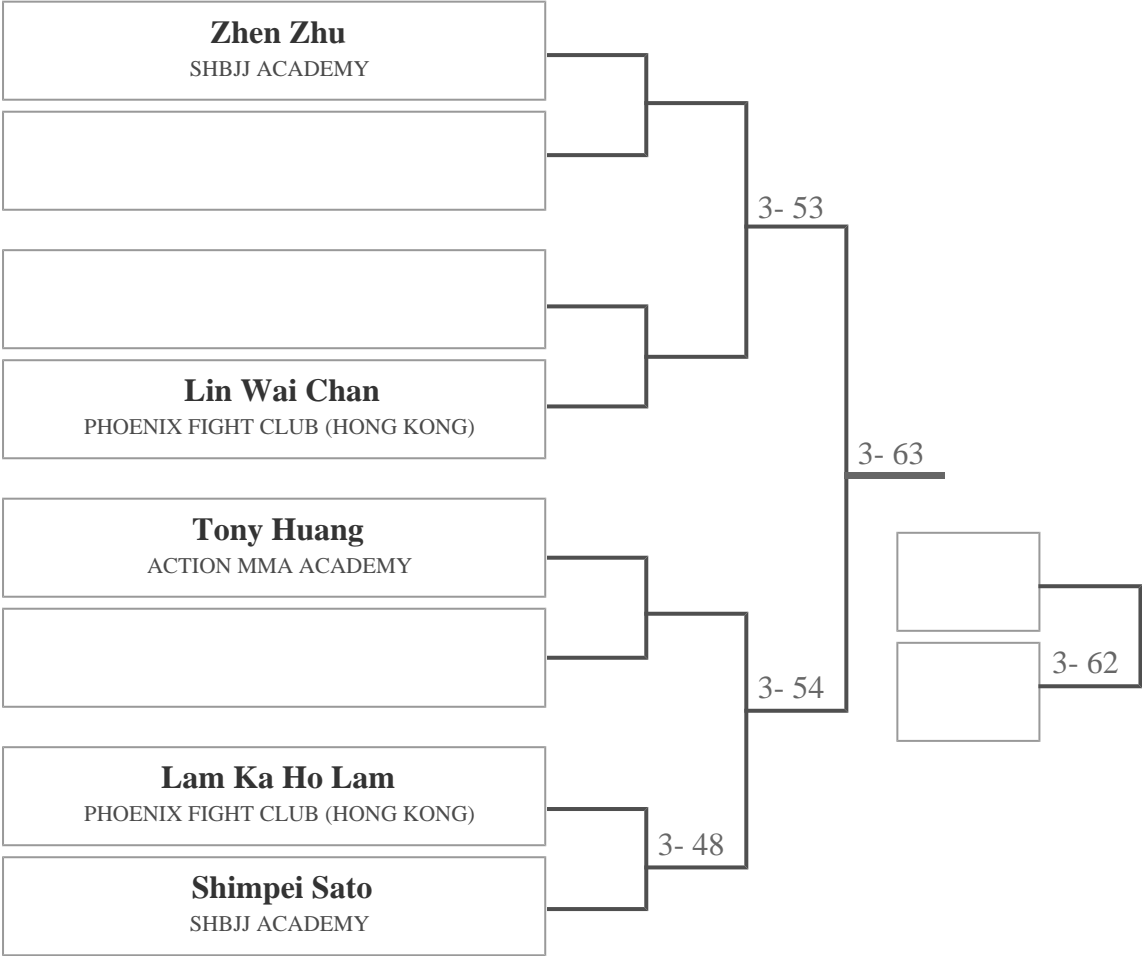 Zhen Zhu
SHBJJ ACADEMY
3- 53
Lin Wai Chan
PHOENIX FIGHT CLUB (HONG KONG)
3- 63
Tony Huang
ACTION MMA ACADEMY
3- 62
3- 54
Lam Ka Ho Lam
PHOENIX FIGHT CLUB (HONG KONG)
3- 48
Shimpei Sato
SHBJJ ACADEMY